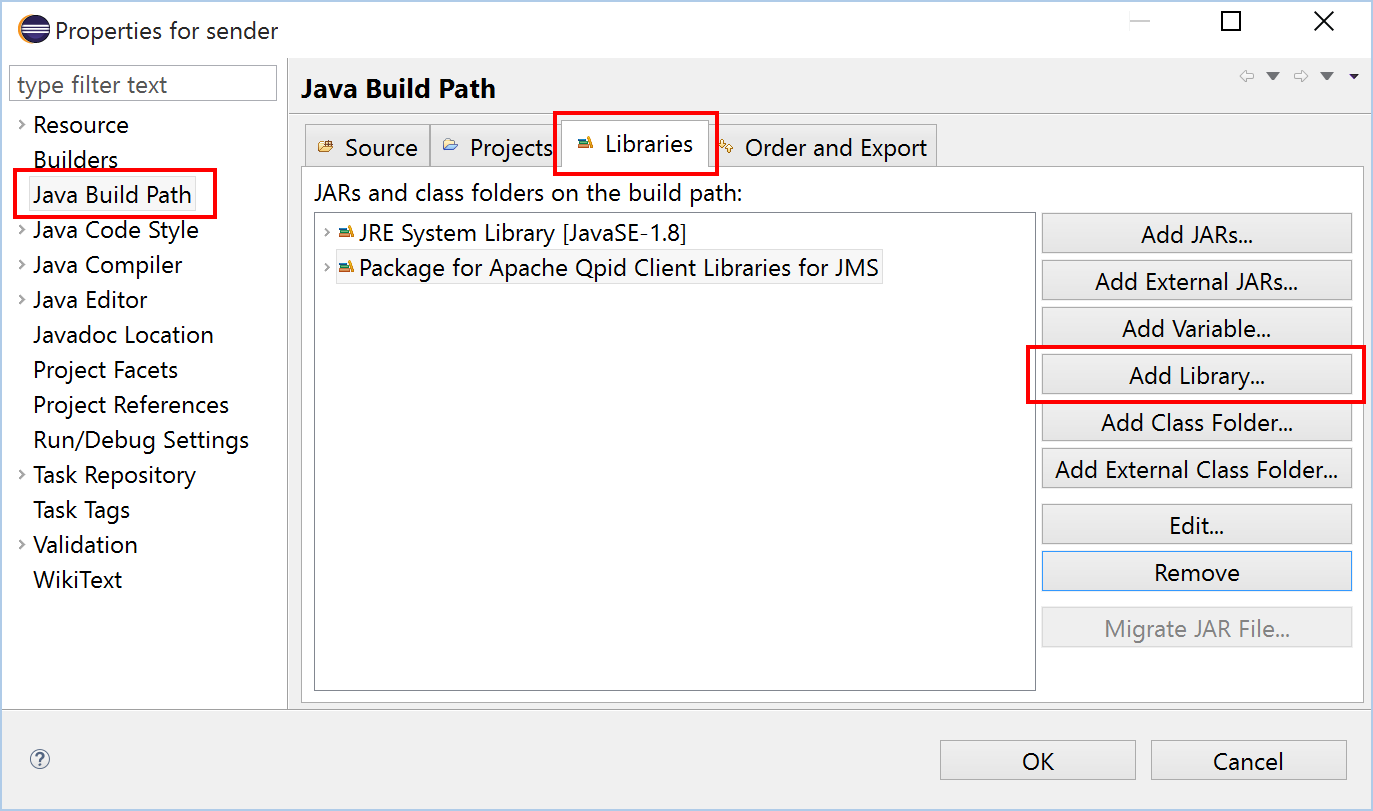 Properties for sender
type filter text
Resource
Builders
Java Build Path
Java Code Style
Java Compiler
Java Editor
Javadoc Location
Project Facets
Project References
Run/Debug Settings
Task Repository
Task Tags
Validation
WikiText
Java Build Path
Source
Projects
Libraries
Order and Export
JARs and class folders on the build path:
JRE System Library [JavaSE-1.8]
Package for Apache Qpid Client Libraries for JMS
Add JARs...
Add External JARs...
Add Variable...
Add Library...
Add Class Folder...
Add External Class Folder...
Edit...
Remove
Migrate JAR File...
?
OK
Cancel